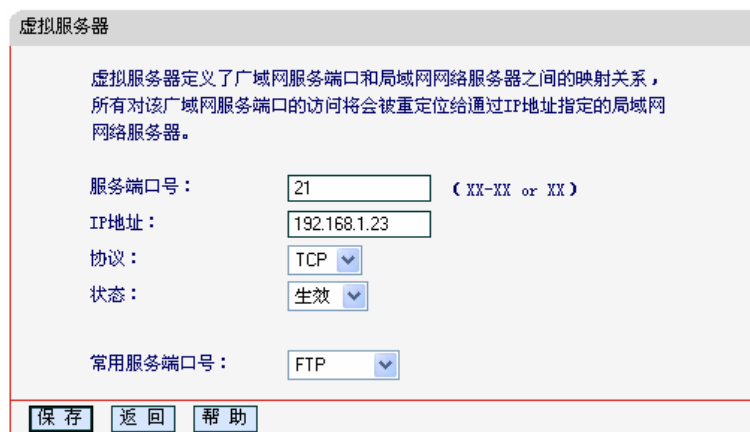 虚拟服务器
虚拟服务器定义了广域网服务端口和局域网网络服务器之间的映射关系，
所有对该广域网服务端口的访问将会被重定位给通过IP地址指定的局域网
网络服务器。
服务端口号： 21 （XX-XX or XX）
IP地址： 192.168.1.23
协议： TCP
状态： 生效
常用服务端口号： FTP
保 存 返 回 帮 助